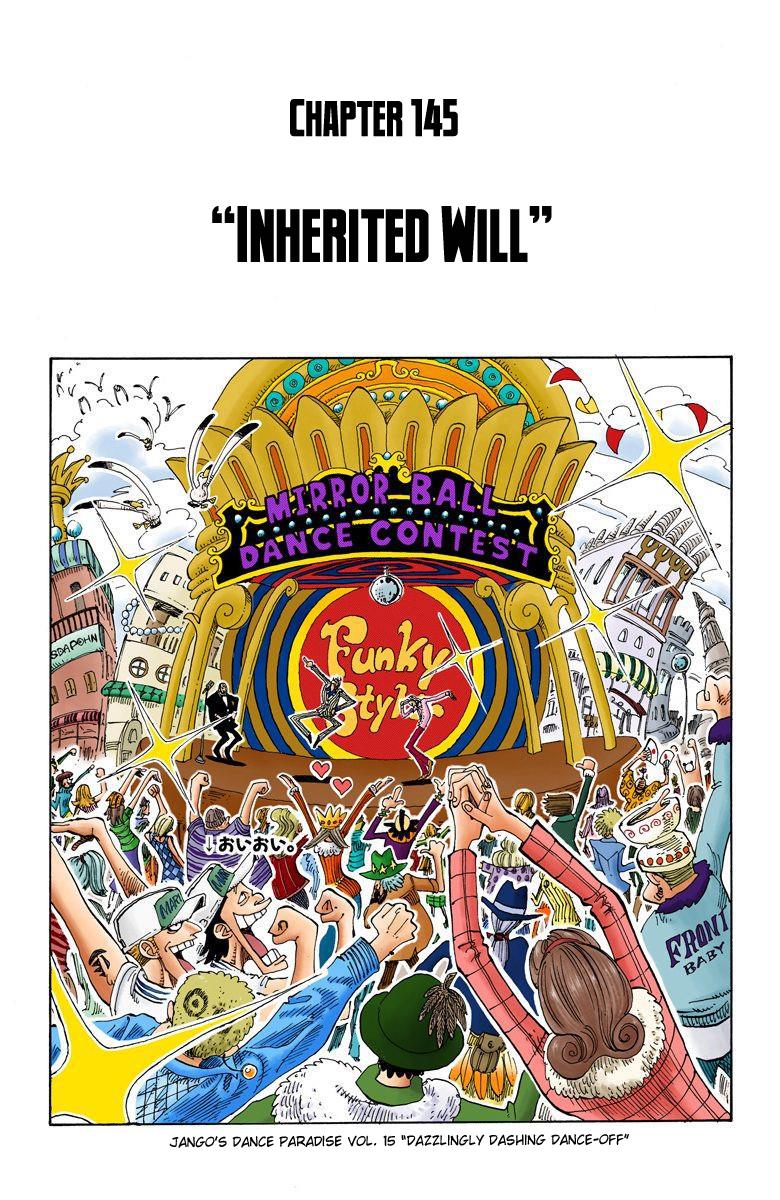 CHAPTER 145
“INHERITED WILL”
MIRROR BALL
DANCE CONTEST
Funky
Style
↓おいおい。
FRONT
BABY
JANGO'S DANCE PARADISE VOL. 15 “DAZZLINGLY DASHING DANCE-OFF”